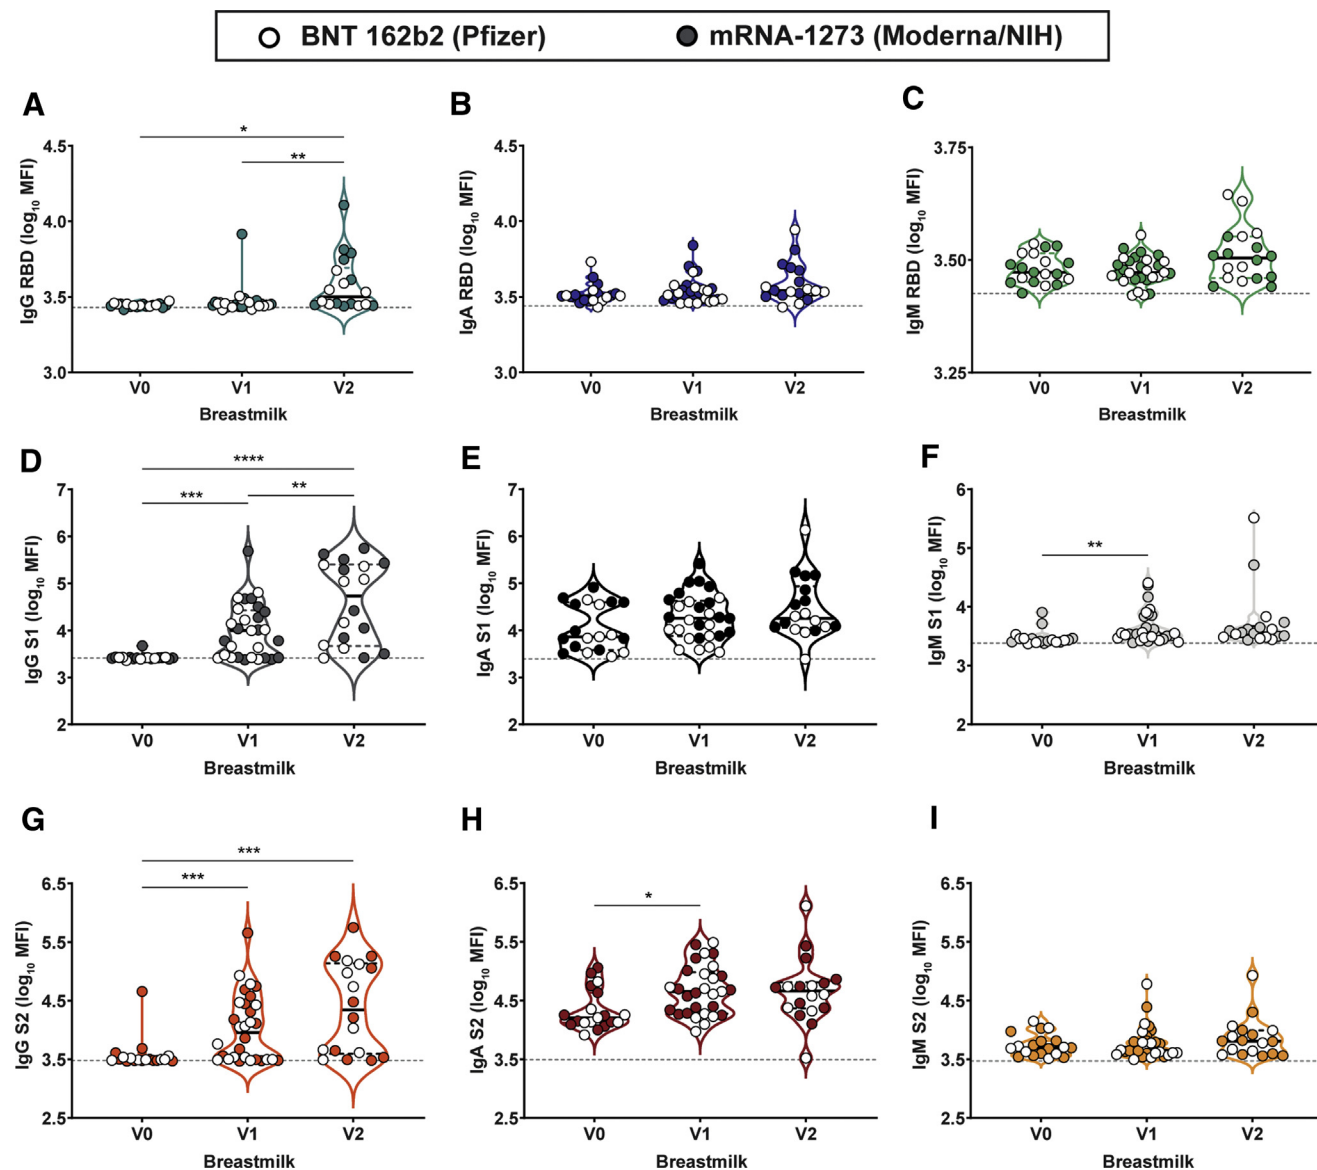 BNT 162b2 (Pfizer) mRNA-1273 (Moderna/NIH)
A
IgG RBD (log10 MFI)
4.5
4.0
3.5
3.0
*
**
V0 V1 V2
Breastmilk
B
IgA RBD (log10 MFI)
4.5
4.0
3.5
3.0
V0 V1 V2
Breastmilk
C
IgM RBD (log10 MFI)
3.75
3.50
3.25
V0 V1 V2
Breastmilk
D
IgG S1 (log10 MFI)
7
6
5
4
3
2
****
*** **
V0 V1 V2
Breastmilk
E
IgA S1 (log10 MFI)
7
6
5
4
3
2
V0 V1 V2
Breastmilk
F
IgM S1 (log10 MFI)
6
5
4
3
2
**
V0 V1 V2
Breastmilk
G
IgG S2 (log10 MFI)
6.5
5.5
4.5
3.5
2.5
***
***
V0 V1 V2
Breastmilk
H
IgA S2 (log10 MFI)
6.5
5.5
4.5
3.5
2.5
*
V0 V1 V2
Breastmilk
I
IgM S2 (log10 MFI)
6.5
5.5
4.5
3.5
2.5
V0 V1 V2
Breastmilk